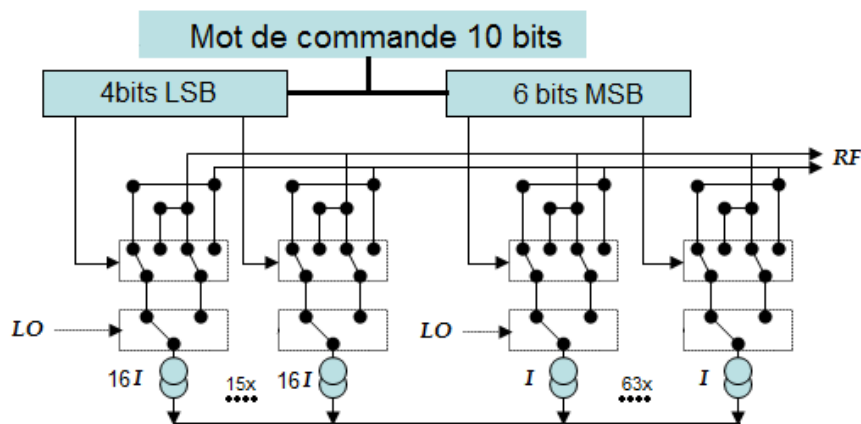 Mot de commande 10 bits
4bits LSB
6 bits MSB
RF
LO
LO
16I
15x
16I
I
63x
I